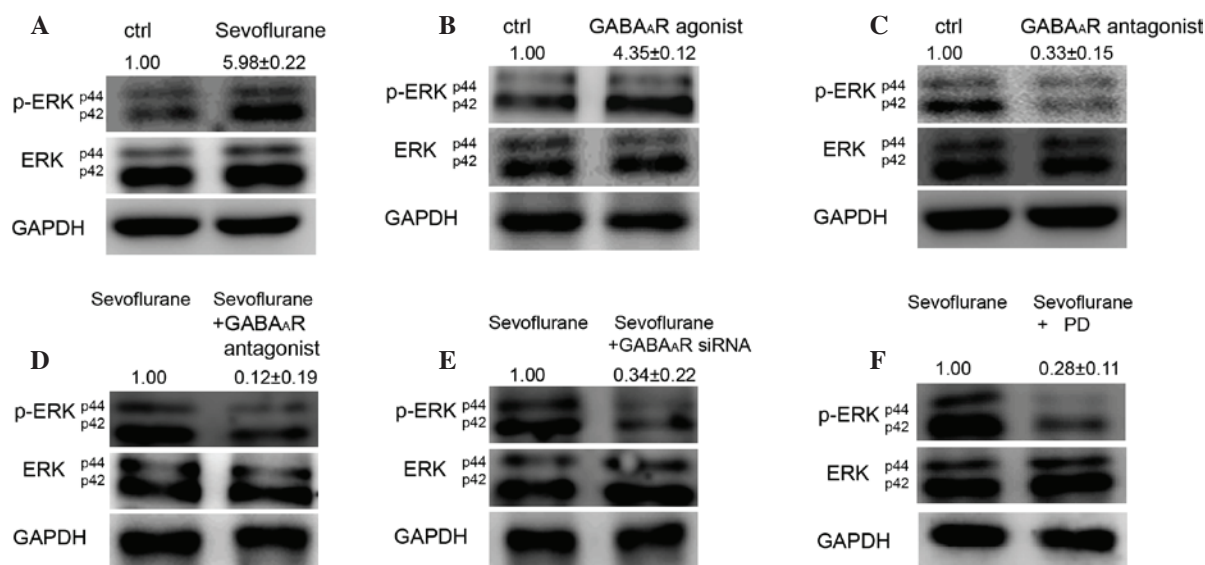 A
ctrl Sevoflurane
1.00 5.98±0.22
p-ERK p44
p42
ERK p44
p42
GAPDH
B
ctrl GABAAR agonist
1.00 4.35±0.12
p-ERK p44
p42
ERK p44
p42
GAPDH
C
ctrl GABAAR antagonist
1.00 0.33±0.15
p-ERK p44
p42
ERK p44
p42
GAPDH
D
Sevoflurane Sevoflurane
+GABAAR
antagonist
1.00 0.12±0.19
p-ERK p44
p42
ERK p44
p42
GAPDH
E
Sevoflurane Sevoflurane
+GABAAR siRNA
1.00 0.34±0.22
p-ERK p44
p42
ERK p44
p42
GAPDH
F
Sevoflurane Sevoflurane
+ PD
1.00 0.28±0.11
p-ERK p44
p42
ERK p44
p42
GAPDH